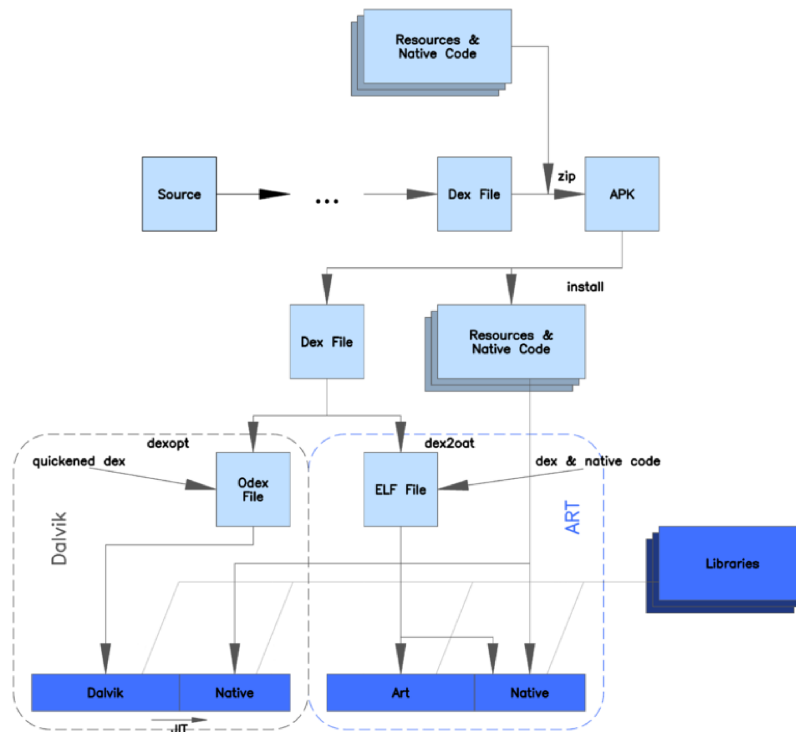 Resources &
Native Code
Source
...
Dex File
zip
APK
install
Dex File
Resources &
Native Code
dexopt
dex2oat
quickened dex
Odex
File
ELF File
dex & native code
Dalvik
ART
Libraries
Dalvik
Native
Art
Native
JIT